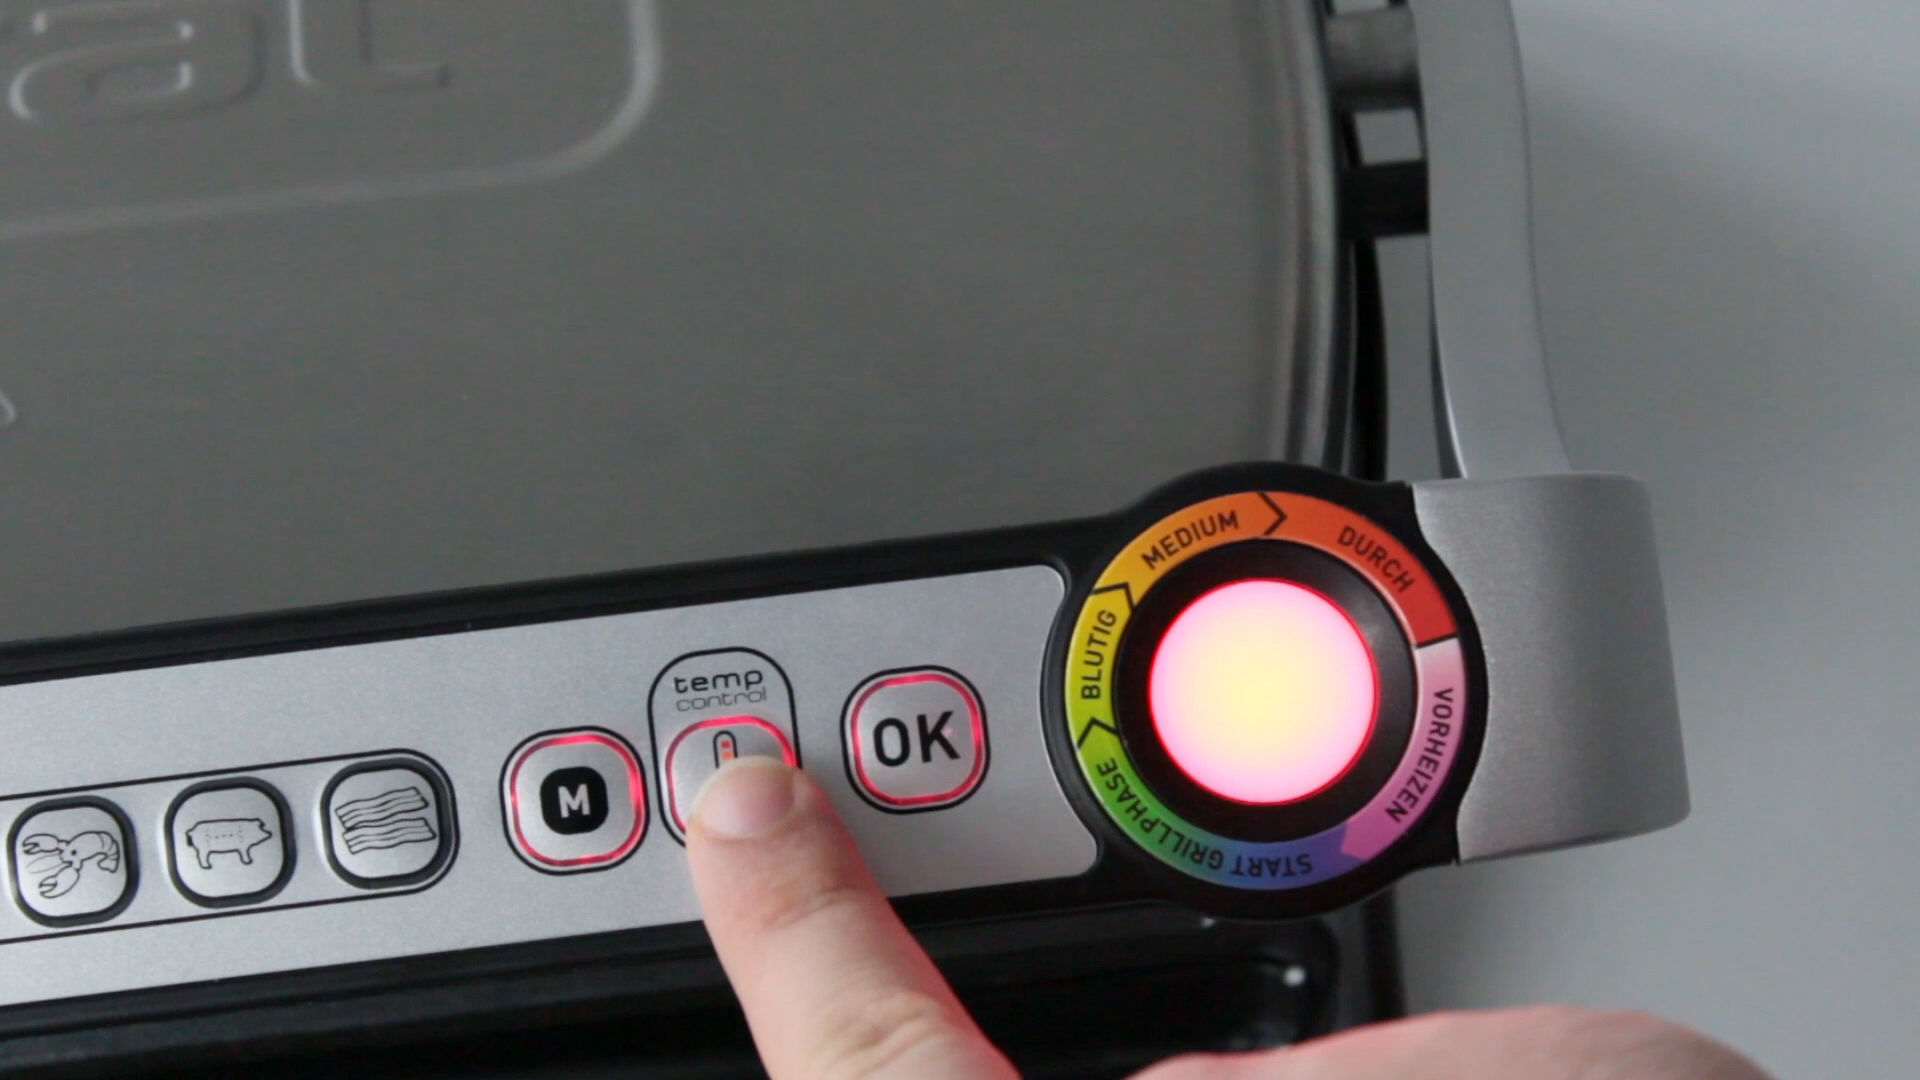 temp
control
M
OK
VORHEIZEN
START GRILLPHASE
BLUTIG
MEDIUM
DURCH